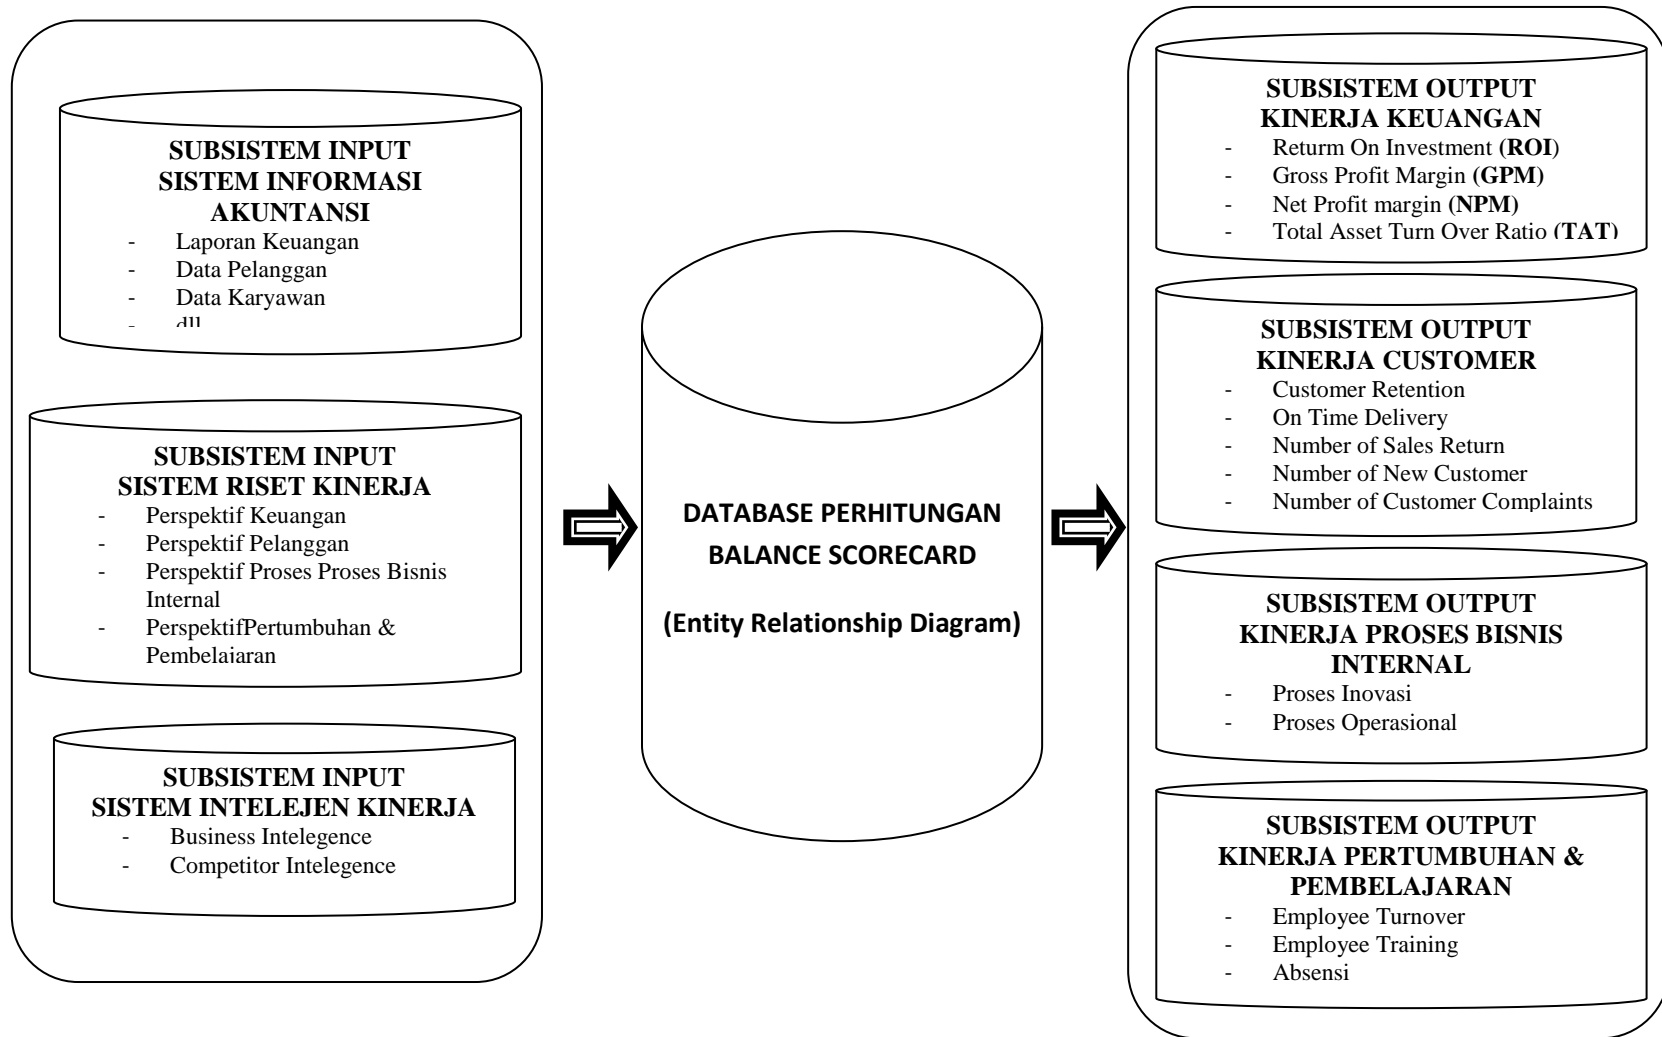 SUBSISTEM INPUT
SISTEM INFORMASI
AKUNTANSI
- Laporan Keuangan
- Data Pelanggan
- Data Karyawan
- dll
SUBSISTEM INPUT
SISTEM RISET KINERJA
- Perspektif Keuangan
- Perspektif Pelanggan
- Perspektif Proses Proses Bisnis
Internal
- PerspektifPertumbuhan &
Pembelajaran
SUBSISTEM INPUT
SISTEM INTELEJEN KINERJA
- Business Intelegence
- Competitor Intelegence
DATABASE PERHITUNGAN
BALANCE SCORECARD
(Entity Relationship Diagram)
SUBSISTEM OUTPUT
KINERJA KEUANGAN
- Returm On Investment (ROI)
- Gross Profit Margin (GPM)
- Net Profit margin (NPM)
- Total Asset Turn Over Ratio (TAT)
SUBSISTEM OUTPUT
KINERJA CUSTOMER
- Customer Retention
- On Time Delivery
- Number of Sales Return
- Number of New Customer
- Number of Customer Complaints
SUBSISTEM OUTPUT
KINERJA PROSES BISNIS
INTERNAL
- Proses Inovasi
- Proses Operasional
SUBSISTEM OUTPUT
KINERJA PERTUMBUHAN &
PEMBELAJARAN
- Employee Turnover
- Employee Training
- Absensi